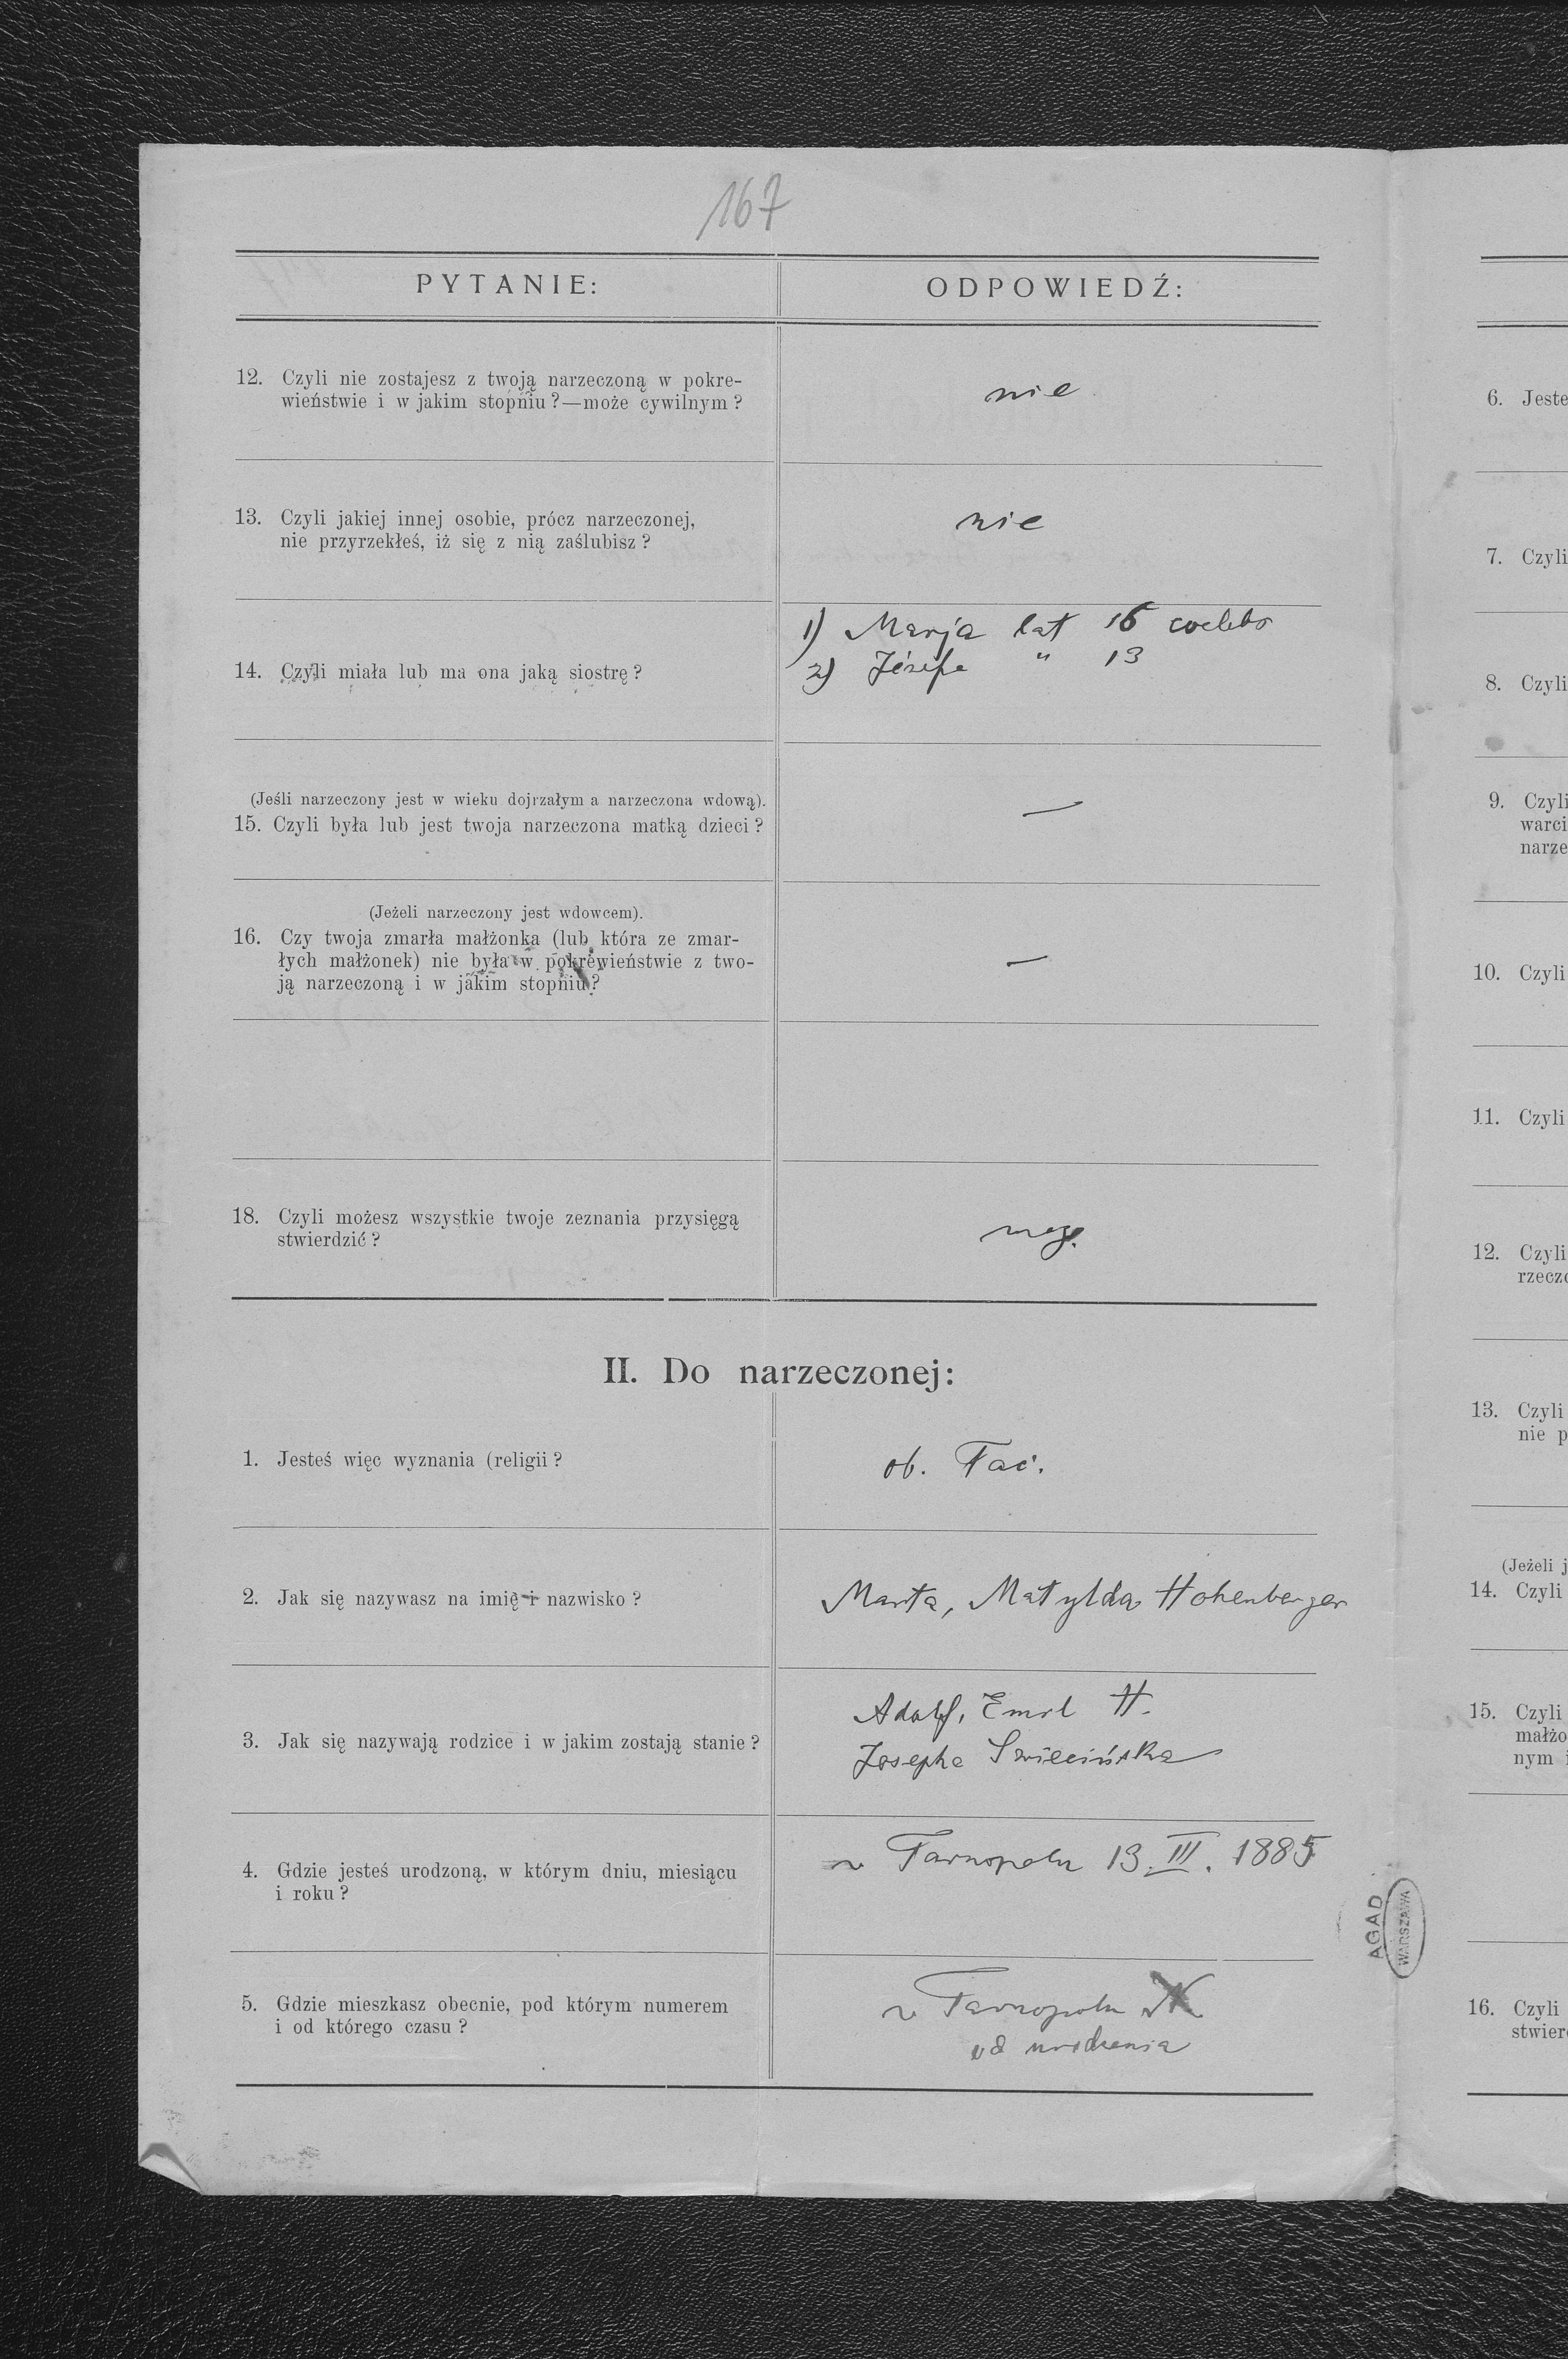 167
PYTANIE:
ODPOWIEDŹ:
12. Czyli nie zostajesz z twoją narzeczoną w pokre-
wieństwie i w jakim stopniu?—może cywilnym?
nie
13. Czyli jakiej innej osobie, prócz narzeczonej,
nie przyrzekłeś, iż się z nią zaślubisz?
nie
14. Czyli miała lub ma ona jaką siostrę?
1) Marja lat 16 coelebs
2) Józefa " 13
(Jeśli narzeczony jest w wieku dojrzałym a narzeczona wdową).
15. Czyli była lub jest twoja narzeczona matką dzieci?
—
(Jeżeli narzeczony jest wdowcem).
16. Czy twoja zmarła małżonka (lub która ze zmar-
łych małżonek) nie była w pokrewieństwie z two-
ją narzeczoną i w jakim stopniu?
—
18. Czyli możesz wszystkie twoje zeznania przysięgą
stwierdzić?
mogę.
II. Do narzeczonej:
1. Jesteś więc wyznania (religii?
ob. łać.
2. Jak się nazywasz na imię i nazwisko?
Marta, Matylda Hohenberger
3. Jak się nazywają rodzice i w jakim zostają stanie?
Adolf, Emil H.
Josepha Swiecińska
4. Gdzie jesteś urodzoną, w którym dniu, miesiącu
i roku?
w Tarnopolu 13. III. 1885
5. Gdzie mieszkasz obecnie, pod którym numerem
i od którego czasu?
w Tarnopolu
od urodzenia
AGAD
WARSZAWA
6. Jeste
7. Czyli
8. Czyli
9. Czyli
warci
narze
10. Czyli
11. Czyli
12. Czyli
rzecz
13. Czyli
nie p
(Jeżeli j
14. Czyli
15. Czyli
małżo
nym i
16. Czyli
stwier